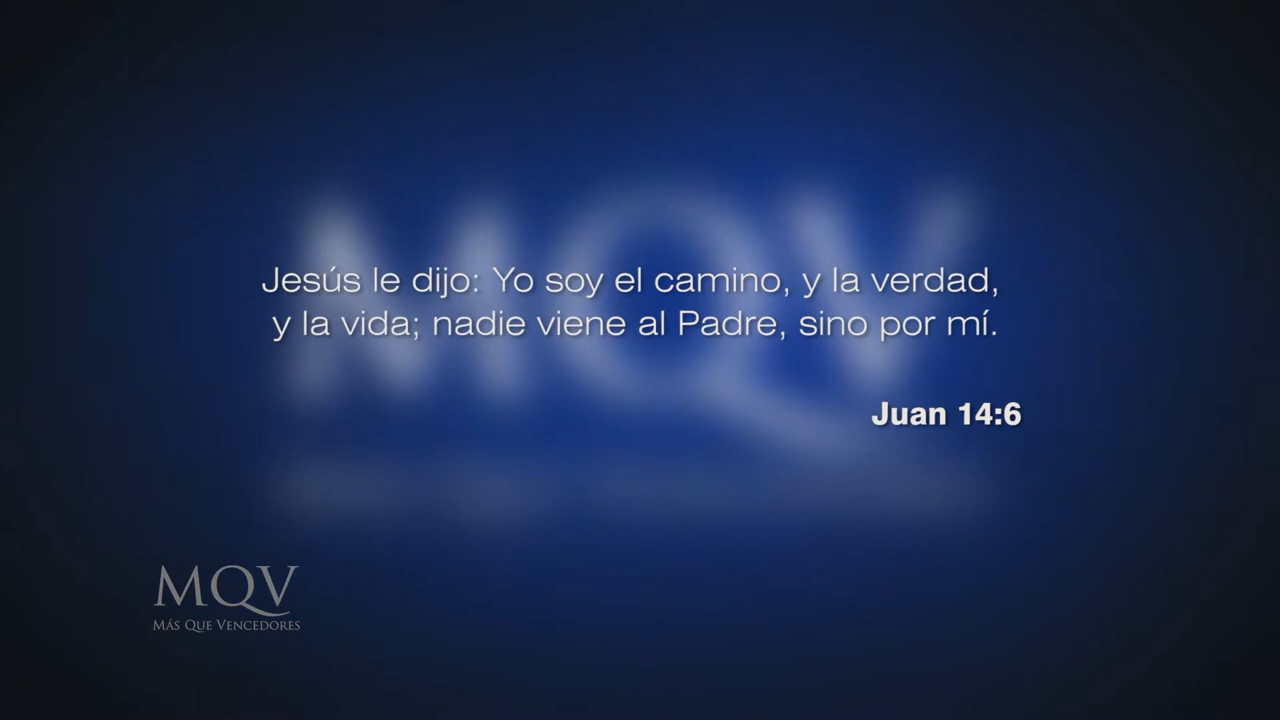 Jesús le dijo: Yo soy el camino, y la verdad,
y la vida; nadie viene al Padre, sino por mí.
Juan 14:6
MQV
MÁS QUE VENCEDORES